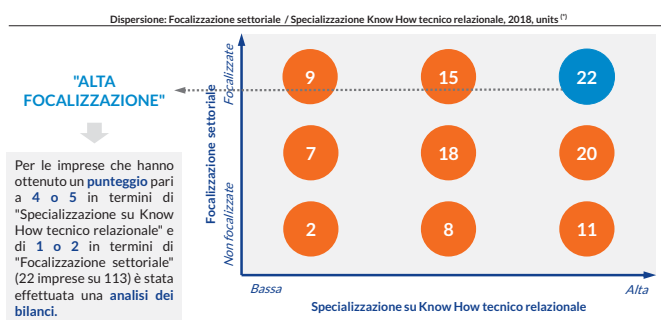 Dispersione: Focalizzazione settoriale / Specializzazione Know How tecnico relazionale, 2018, units (*)
"ALTA
FOCALIZZAZIONE"
Per le imprese che hanno
ottenuto un punteggio pari
a 4 o 5 in termini di
"Specializzazione su Know
How tecnico relazionale" e
di 1 o 2 in termini di
"Focalizzazione settoriale"
(22 imprese su 113) è stata
effettuata una analisi dei
bilanci.
Focalizzazione settoriale
Focalizzate
Non focalizzate
9 15 22
7 18 20
2 8 11
Bassa Alta
Specializzazione su Know How tecnico relazionale